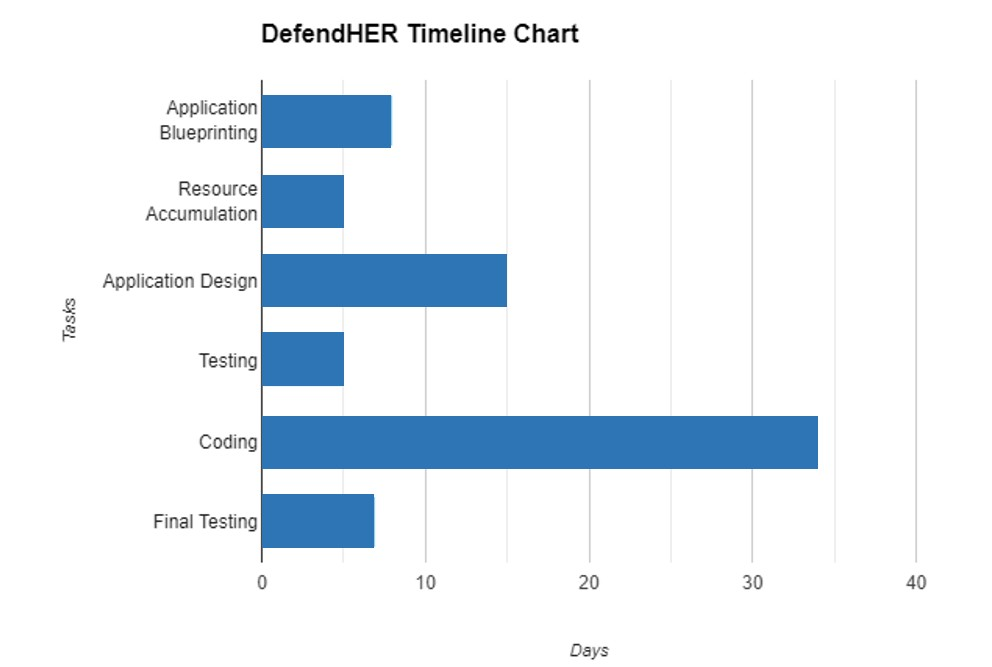 DefendHER Timeline Chart
Application
Blueprinting
Resource
Accumulation
Application Design
Tasks
Testing
Coding
Final Testing
0 10 20 30 40
Days